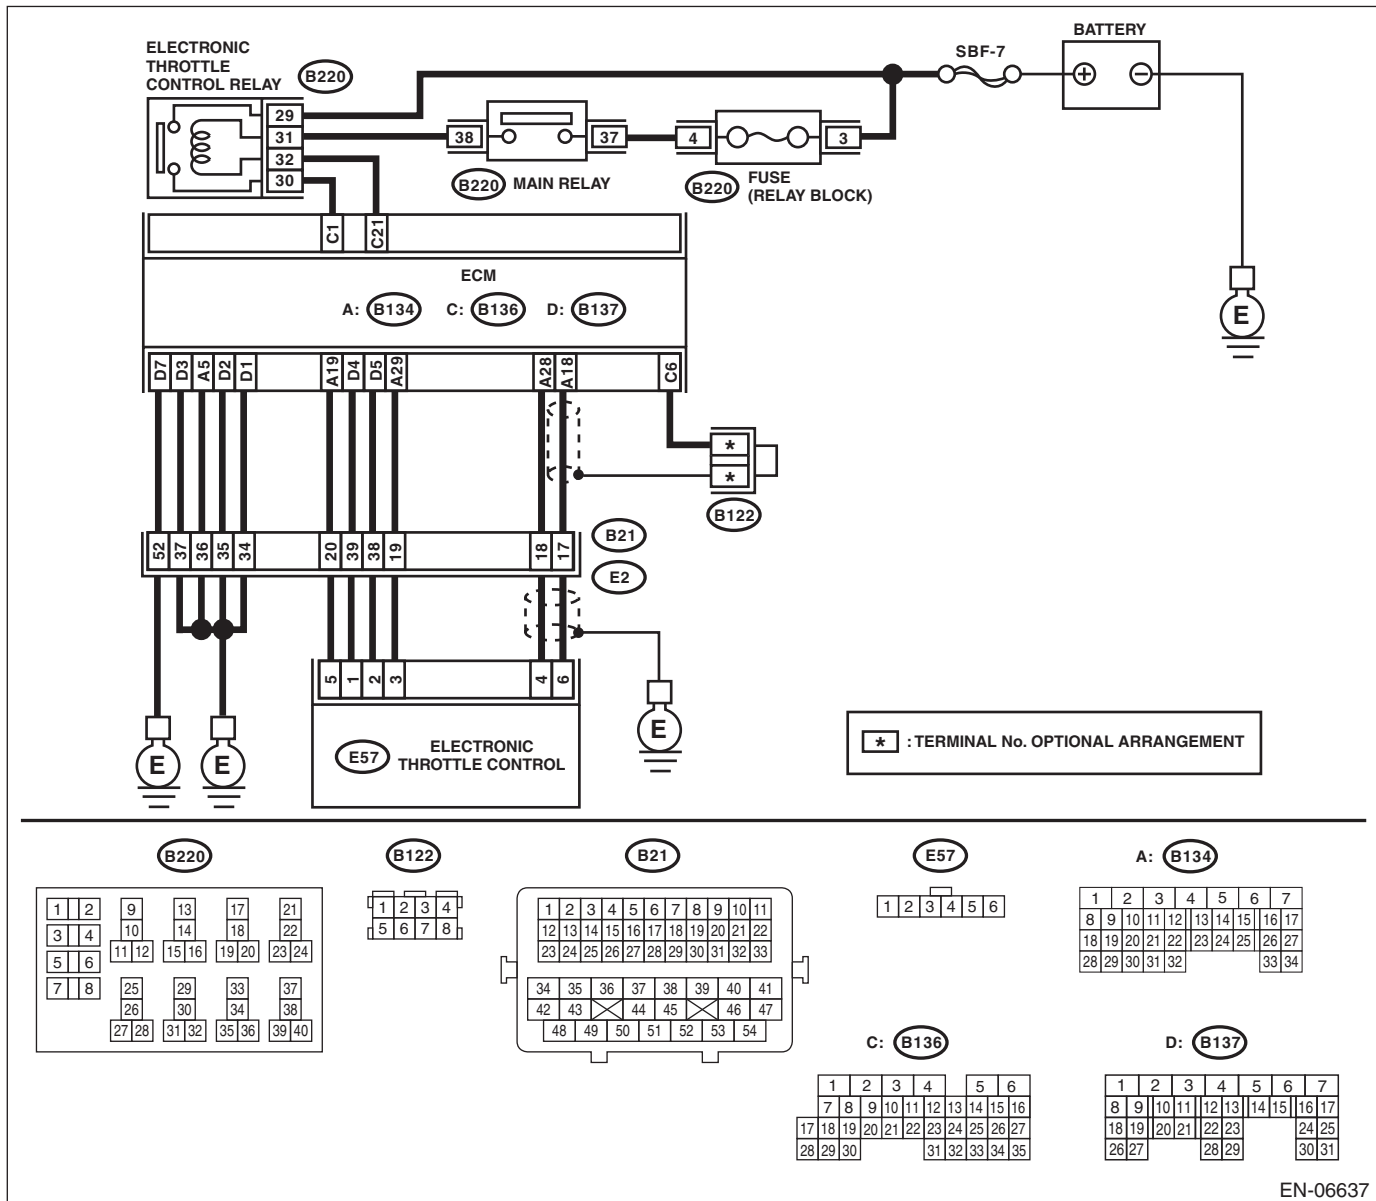 BATTERY
SBF-7
ELECTRONIC
THROTTLE
CONTROL RELAY
B220
29
31
32
30
38
37
4
3
B220 MAIN RELAY
B220 FUSE
(RELAY BLOCK)
C1 C21
ECM
A: B134 C: B136 D: B137
E
D7 D3 A5 D2 D1 A19 D4 D5 A29 A28 A18 C6
*
*
B122
52 37 36 35 34 20 39 38 19 18 17
B21
E2
5 1 2 3 4 6
E E E
E57
ELECTRONIC
THROTTLE CONTROL
* : TERMINAL No. OPTIONAL ARRANGEMENT
B220
1 2 9 13 17 21
3 4 10 14 18 22
5 6 11 12 15 16 19 20 23 24
7 8 25 29 33 37
26 30 34 38
27 28 31 32 35 36 39 40
B122
1 2 3 4
5 6 7 8
B21
1 2 3 4 5 6 7 8 9 10 11
12 13 14 15 16 17 18 19 20 21 22
23 24 25 26 27 28 29 30 31 32 33
34 35 36 37 38 39 40 41
42 43 44 45 46 47
48 49 50 51 52 53 54
E57
1 2 3 4 5 6
A: B134
1 2 3 4 5 6 7
8 9 10 11 12 13 14 15 16 17
18 19 20 21 22 23 24 25 26 27
28 29 30 31 32 33 34
C: B136
1 2 3 4 5 6
7 8 9 10 11 12 13 14 15 16
17 18 19 20 21 22 23 24 25 26 27
28 29 30 31 32 33 34 35
D: B137
1 2 3 4 5 6 7
8 9 10 11 12 13 14 15 16 17
18 19 20 21 22 23 24 25
26 27 28 29 30 31
EN-06637